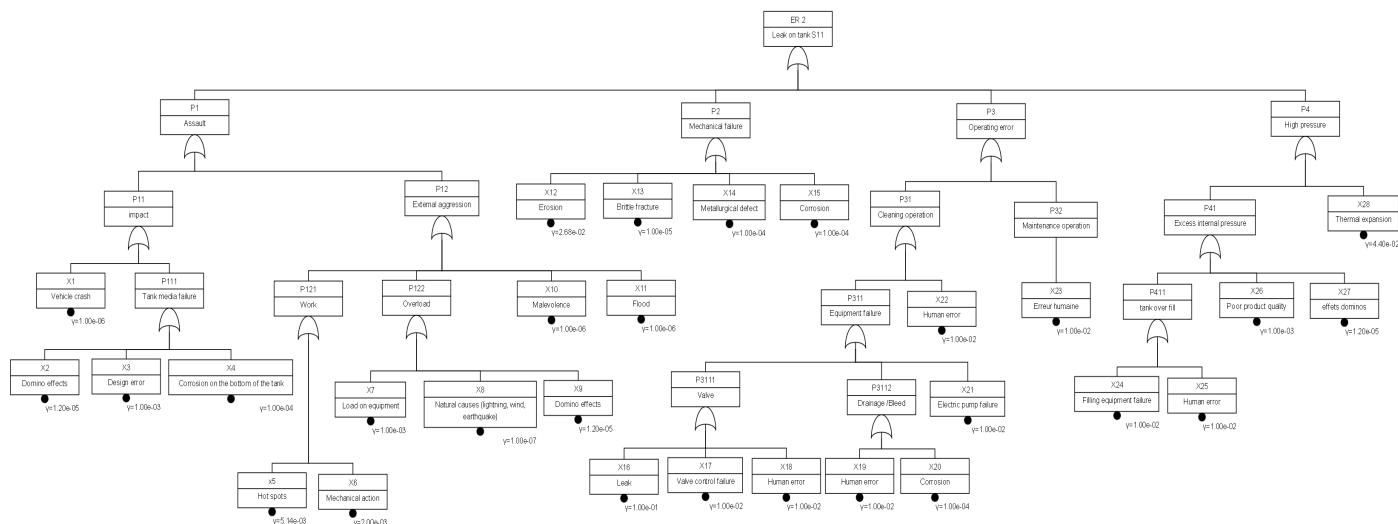 ER 2
Leak on tank S11
P1
Assault
P2
Mechanical failure
P3
Operating error
P4
High pressure
P11
impact
P12
External aggression
X12
Erosion
γ=2.68e-02
X13
Brittle fracture
γ=1.00e-05
X14
Metallurgical defect
γ=1.00e-04
X15
Corrosion
γ=1.00e-04
P31
Cleaning operation
P32
Maintenance operation
P41
Excess internal pressure
X28
Thermal expansion
γ=4.40e-02
X1
Vehicle crash
γ=1.00e-06
P111
Tank media failure
P121
Work
P122
Overload
X10
Malevolence
γ=1.00e-06
X11
Flood
γ=1.00e-06
P311
Equipment failure
X22
Human error
γ=1.00e-02
X23
Erreur humaine
γ=1.00e-02
P411
tank over fill
X26
Poor product quality
γ=1.00e-03
X27
effets dominos
γ=1.20e-05
X2
Domino effects
γ=1.20e-05
X3
Design error
γ=1.00e-03
X4
Corrosion on the bottom of the tank
γ=1.00e-04
X7
Load on equipment
γ=1.00e-03
X8
Natural causes (lightning, wind,
earthquake)
γ=1.00e-07
X9
Domino effects
γ=1.20e-05
P3111
Valve
P3112
Drainage /Bleed
X21
Electric pump failure
γ=1.00e-02
X24
Filling equipment failure
γ=1.00e-02
X25
Human error
γ=1.00e-02
x5
Hot spots
γ=5.14e-03
X6
Mechanical action
γ=2.00e-03
X16
Leak
γ=1.00e-01
X17
Valve control failure
γ=1.00e-02
X18
Human error
γ=1.00e-02
X19
Human error
γ=1.00e-02
X20
Corrosion
γ=1.00e-04